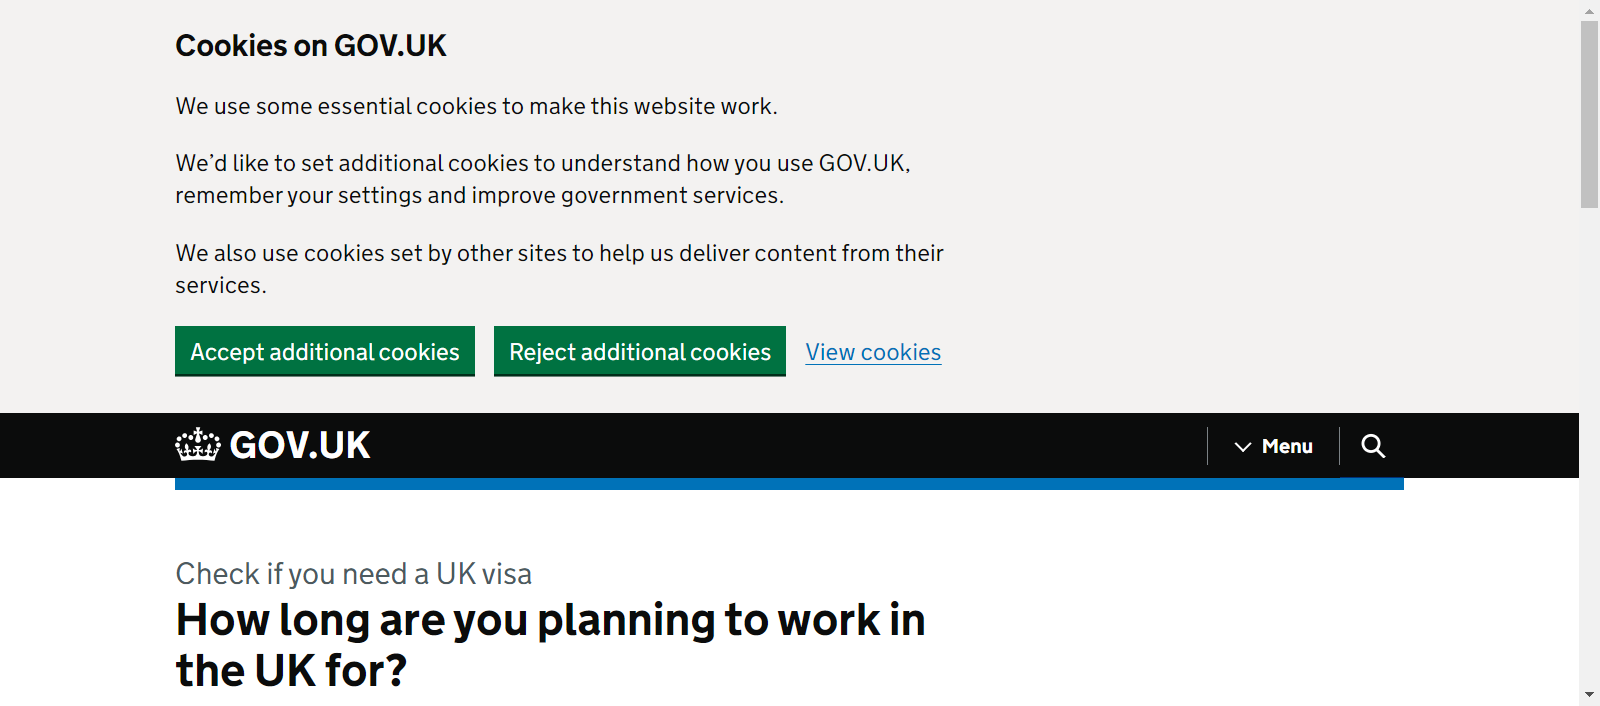 Cookies on GOV.UK
We use some essential cookies to make this website work.
We’d like to set additional cookies to understand how you use GOV.UK,
remember your settings and improve government services.
We also use cookies set by other sites to help us deliver content from their
services.
Accept additional cookies Reject additional cookies View cookies
GOV.UK Menu
Check if you need a UK visa
How long are you planning to work in
the UK for?